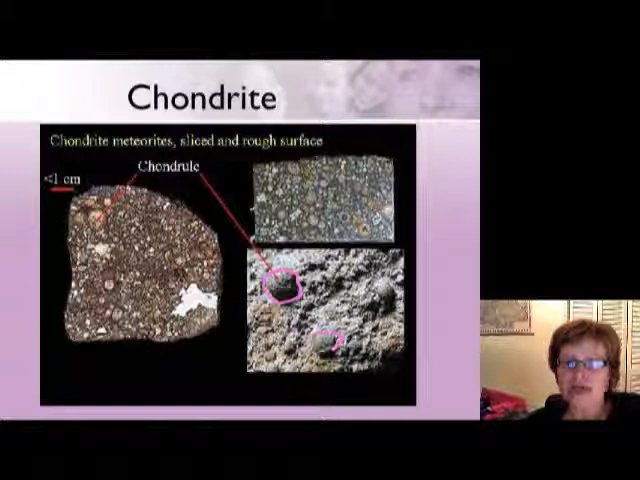 Chondrite
Chondrite meteorites, sliced and rough surface
Chondrule
<1 cm